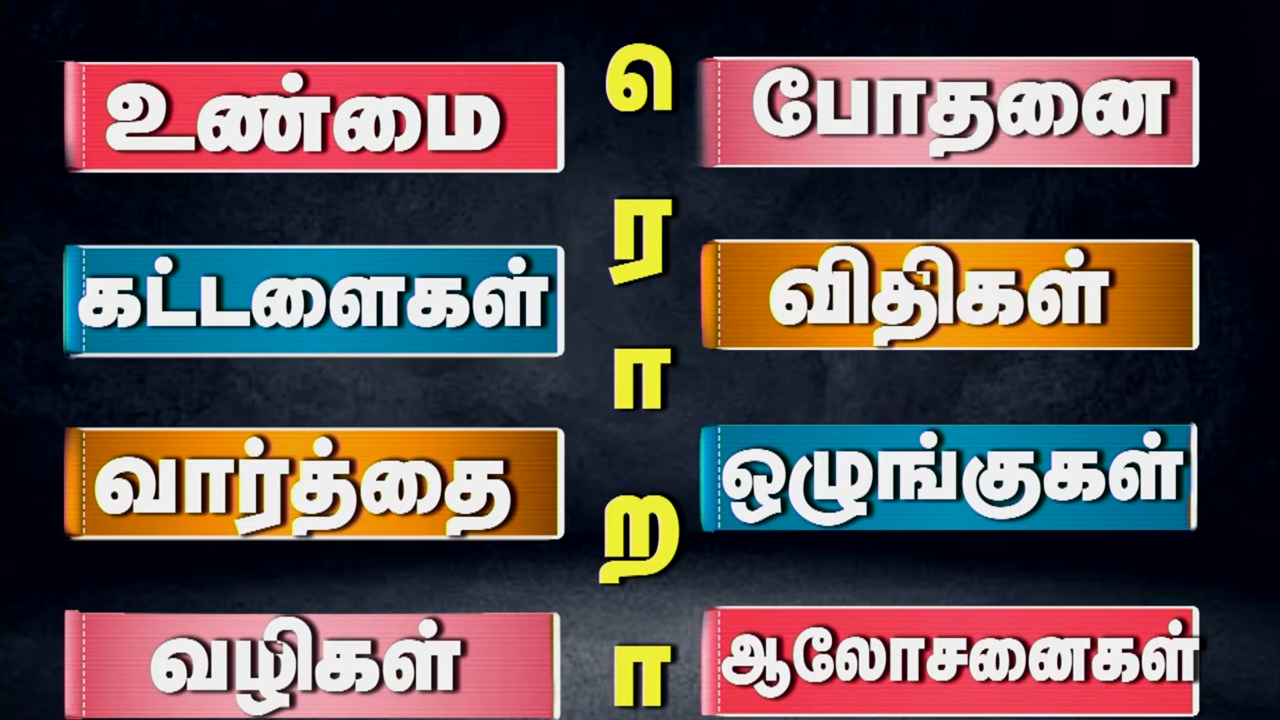 உண்மை
கட்டளைகள்
வார்த்தை
வழிகள்
ெ
ர
ா
ற
ா
போதனை
விதிகள்
ஒழுங்குகள்
ஆலோசனைகள்